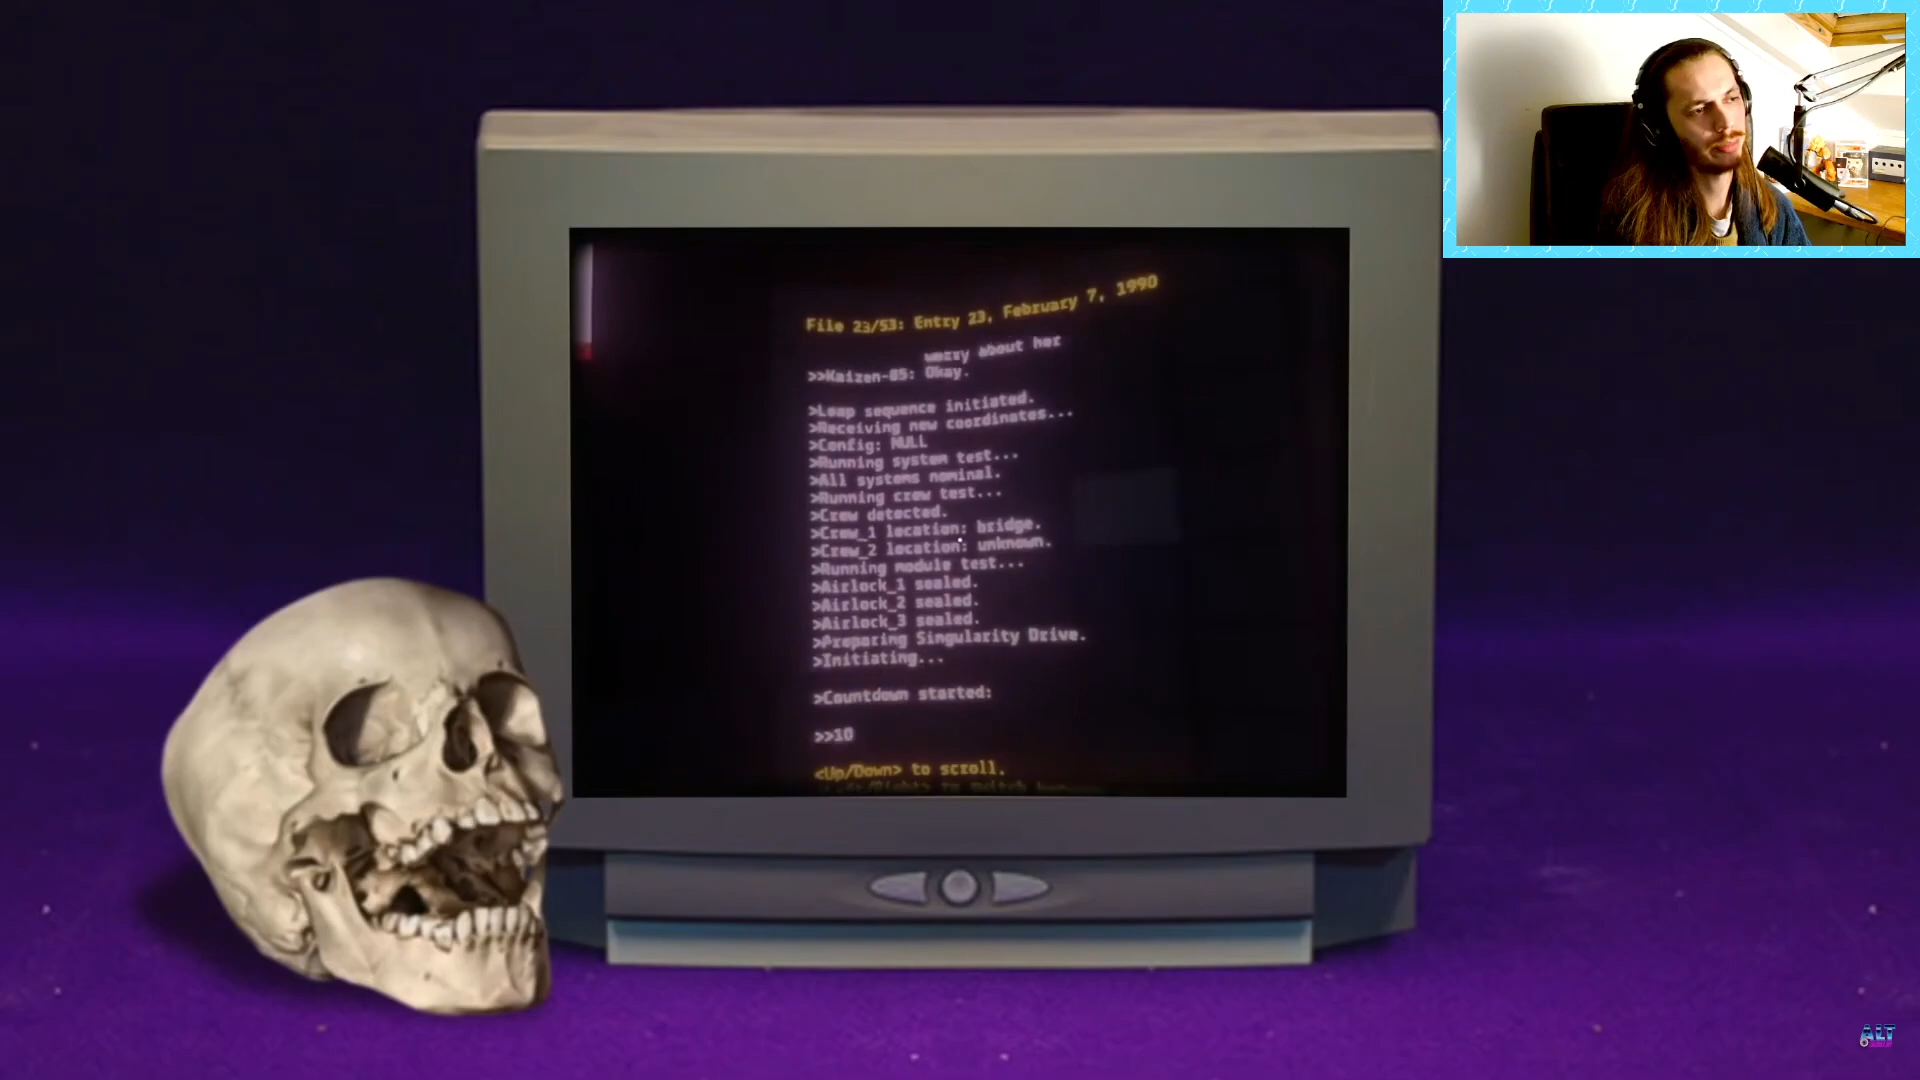 File 23/53: Entry 23, February 7, 1990
worry about her
>>Kaizen-85: Okay.
>Leap sequence initiated.
>Receiving new coordinates...
>Config: NULL
>Running system test...
>All systems nominal.
>Running crew test...
>Crew detected.
>Crew_1 location: bridge.
>Crew_2 location: unknown.
>Running module test...
>Airlock_1 sealed.
>Airlock_2 sealed.
>Airlock_3 sealed.
>Preparing Singularity Drive.
>Initiating...
>Countdown started:
>>10
<Up/Down> to scroll.
ALT